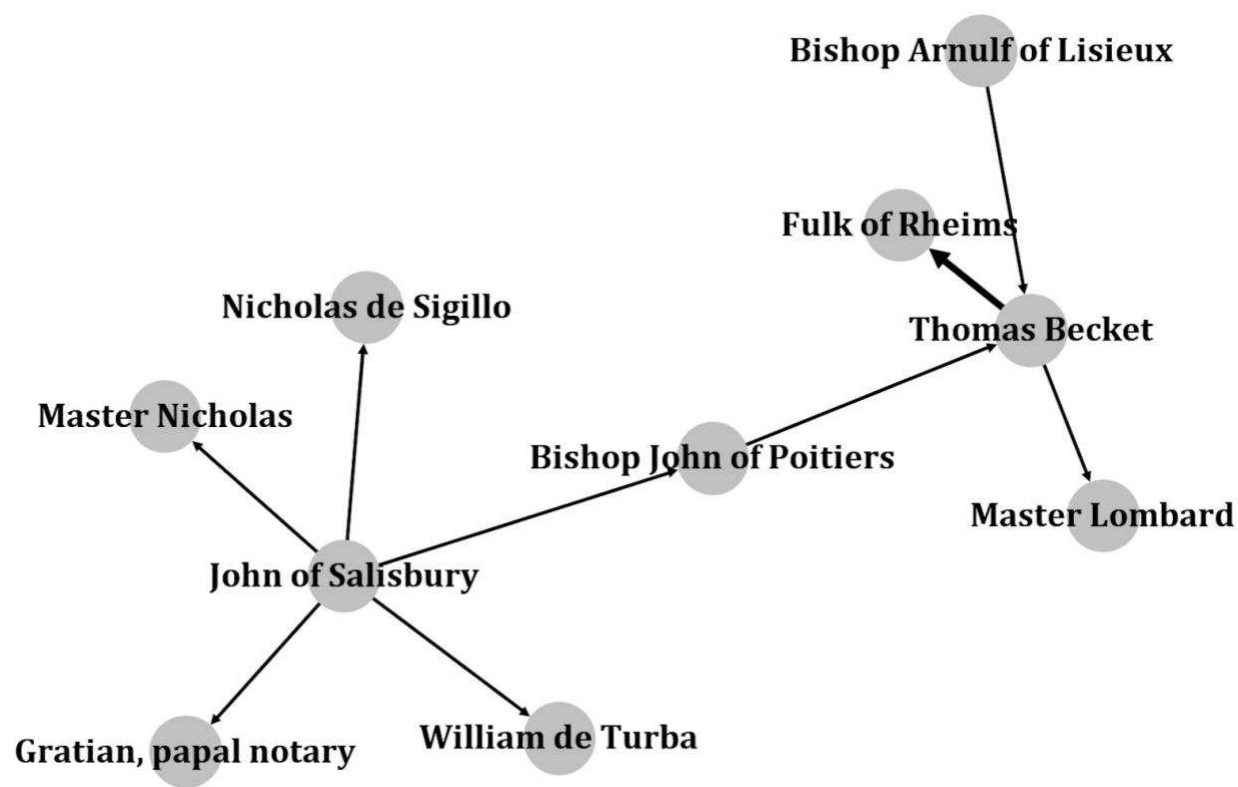 Bishop Arnulf of Lisieux
Fulk of Rheims
Nicholas de Sigillo
Thomas Becket
Master Nicholas
Bishop John of Poitiers
Master Lombard
John of Salisbury
William de Turba
Gratian, papal notary